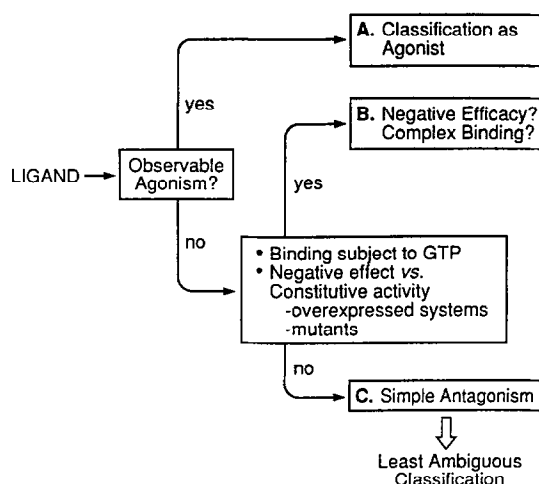 A. Classification as
Agonist
yes
B. Negative Efficacy?
Complex Binding?
LIGAND
Observable
Agonism?
yes
no
• Binding subject to GTP
• Negative effect vs.
Constitutive activity
-overexpressed systems
-mutants
no
C. Simple Antagonism
Least Ambiguous
Classification